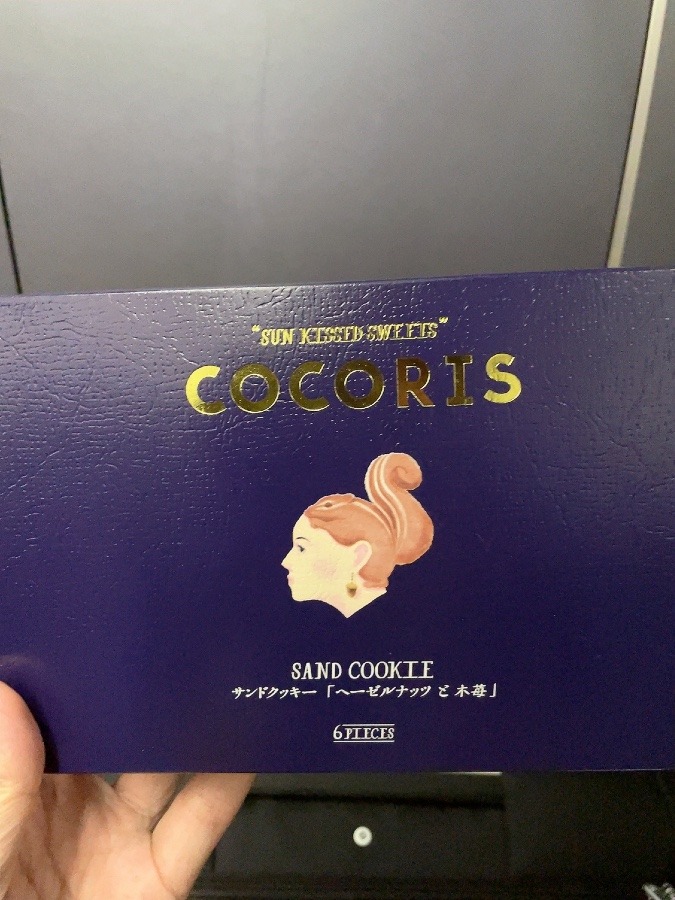 "SUN KISSED SWEETS"
COCORIS
SAND COOKIE
サンドクッキー「ヘーゼルナッツと木苺」
6 PIECES